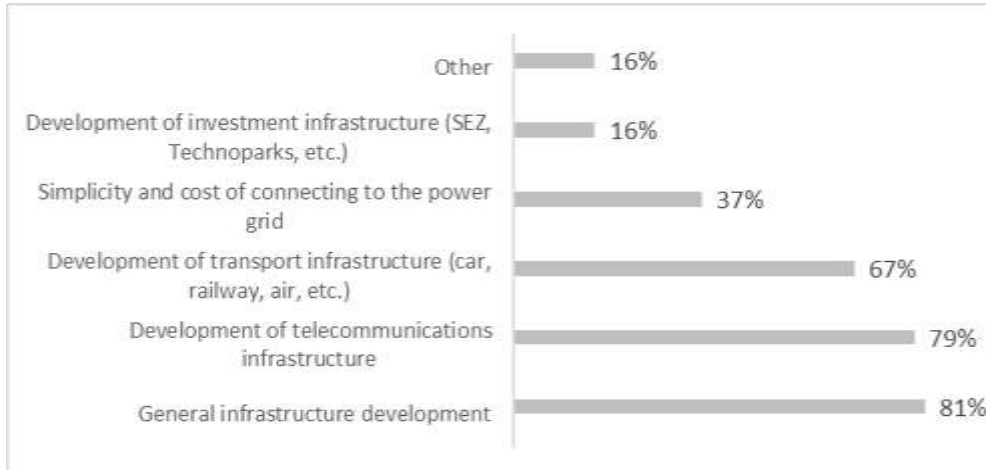 Other
16%
Development of investment infrastructure (SEZ,
Technoparks, etc.)
16%
Simplicity and cost of connecting to the power
grid
37%
Development of transport infrastructure (car,
railway, air, etc.)
67%
Development of telecommunications
infrastructure
79%
General infrastructure development
81%